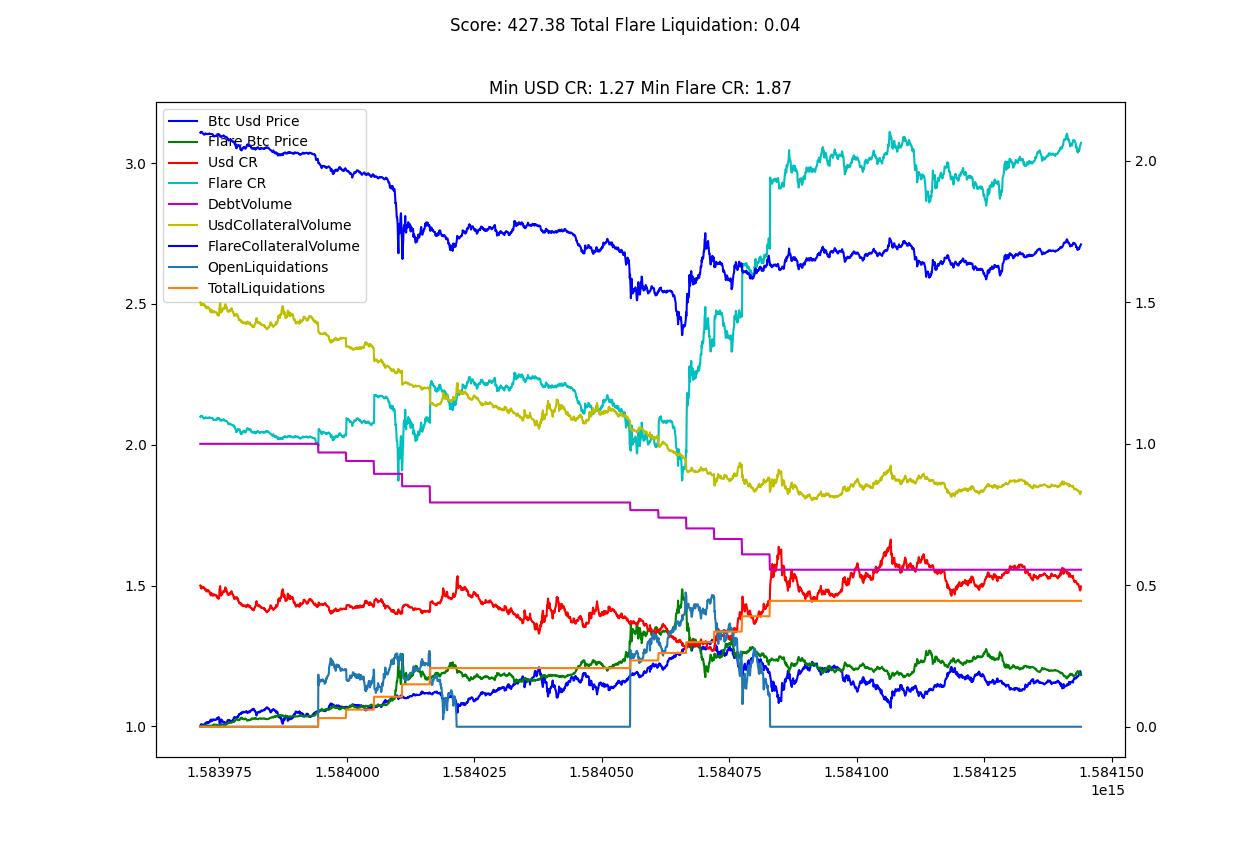 Score: 427.38 Total Flare Liquidation: 0.04
Min USD CR: 1.27 Min Flare CR: 1.87
Btc Usd Price
Flare Btc Price
Usd CR
Flare CR
DebtVolume
UsdCollateralVolume
FlareCollateralVolume
OpenLiquidations
TotalLiquidations
3.0
2.5
2.0
1.5
1.0
2.0
1.5
1.0
0.5
0.0
1.583975
1.584000
1.584025
1.584050
1.584075
1.584100
1.584125
1.584150
1e15